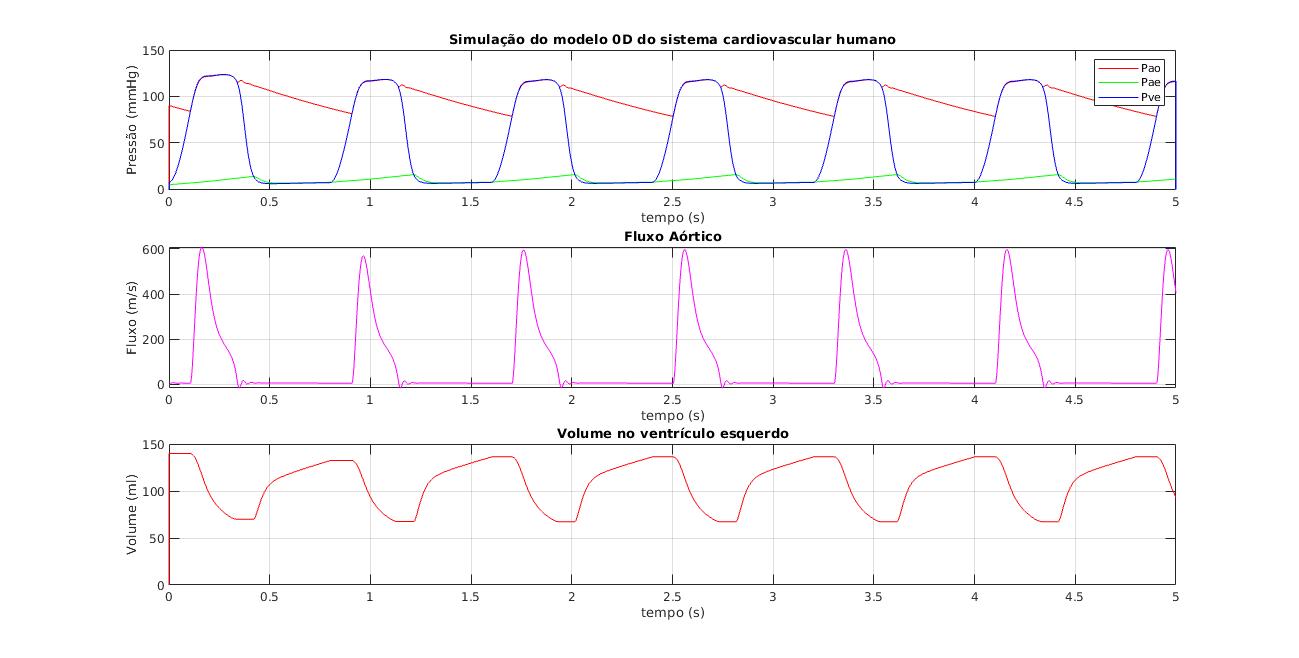 Simulação do modelo 0D do sistema cardiovascular humano
Pressão (mmHg)
150
100
50
0
Pao
Pae
Pve
0 0.5 1 1.5 2 2.5 3 3.5 4 4.5 5
tempo (s)
Fluxo Aórtico
Fluxo (m/s)
600
400
200
0
0 0.5 1 1.5 2 2.5 3 3.5 4 4.5 5
tempo (s)
Volume no ventrículo esquerdo
Volume (ml)
150
100
50
0
0 0.5 1 1.5 2 2.5 3 3.5 4 4.5 5
tempo (s)